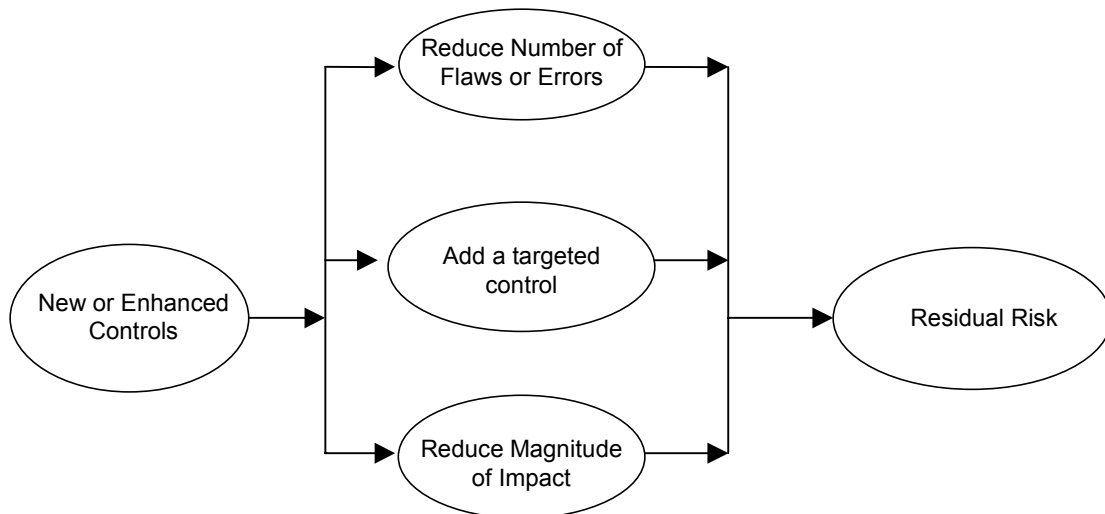 Reduce Number of
Flaws or Errors
Add a targeted
control
New or Enhanced
Controls
Residual Risk
Reduce Magnitude
of Impact